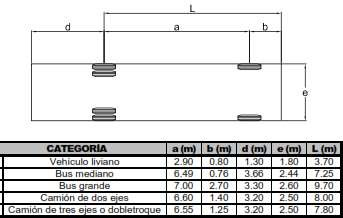 L
d
a
b
e
CATEGORÍA a (m) b (m) d (m) e (m) L (m)
Vehículo liviano 2.90 0.80 1.30 1.80 3.70
Bus mediano 6.49 0.76 3.66 2.44 7.25
Bus grande 7.00 2.70 3.30 2.60 9.70
Camión de dos ejes 6.60 1.40 3.20 2.50 8.00
Camión de tres ejes o dobletroque 6.55 1.25 3.20 2.50 7.80